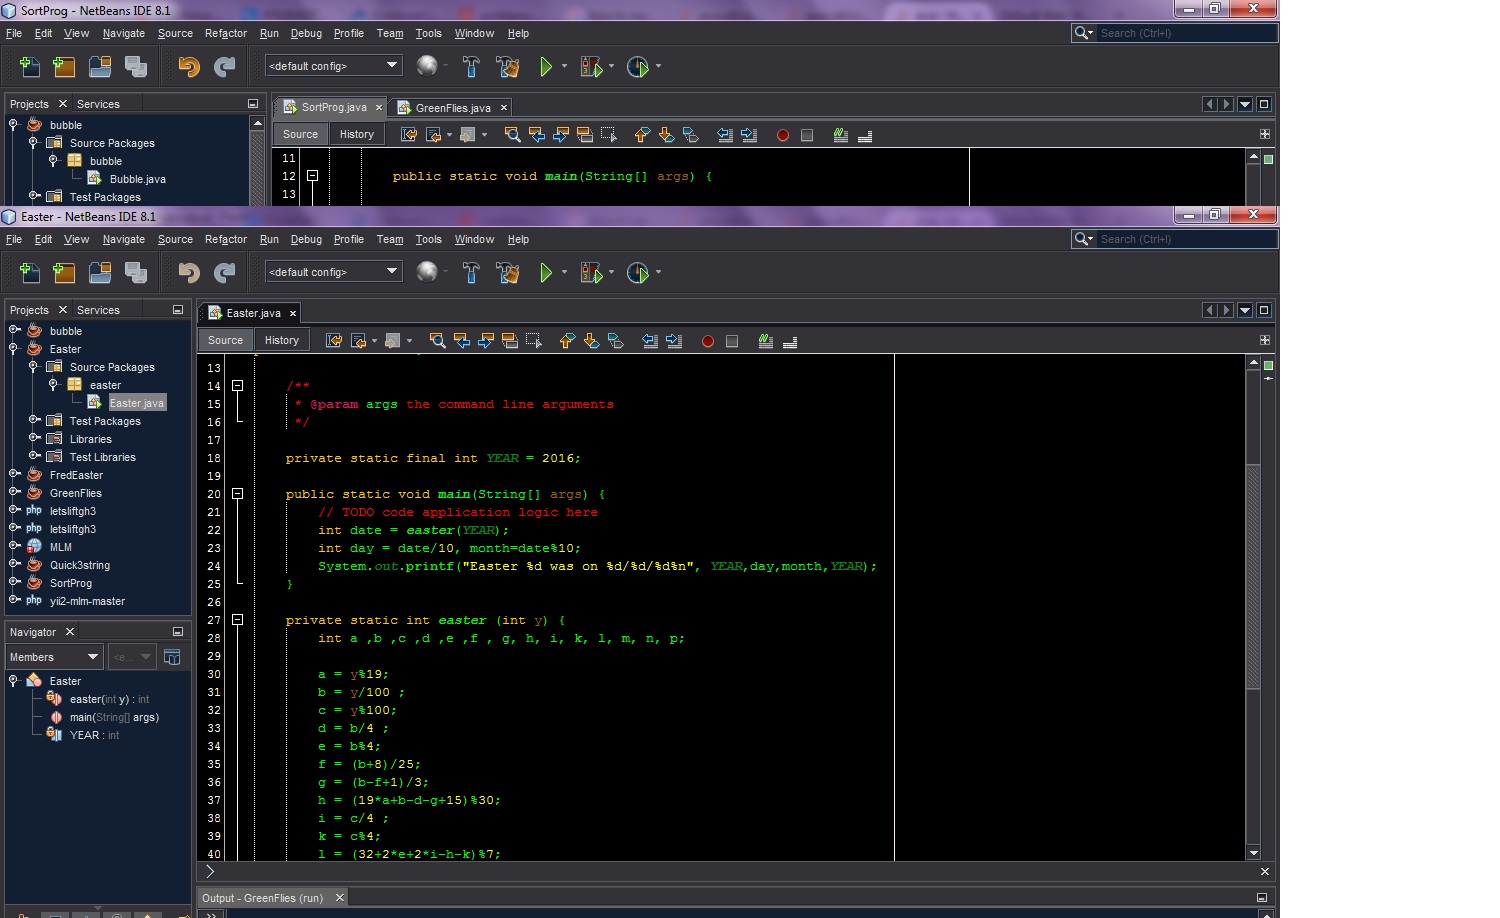 SortProg - NetBeans IDE 8.1
File Edit View Navigate Source Refactor Run Debug Profile Team Tools Window Help
Search (Ctrl+I)
<default config>
Projects Services
bubble
Source Packages
bubble
Bubble.java
Test Packages
SortProg.java GreenFlies.java
Source History
11
12 public static void main(String[] args) {
13
Easter - NetBeans IDE 8.1
File Edit View Navigate Source Refactor Run Debug Profile Team Tools Window Help
Search (Ctrl+I)
<default config>
Projects Services
bubble
Easter
Source Packages
easter
Easter.java
Test Packages
Libraries
Test Libraries
FredEaster
GreenFlies
letsliftgh3
letsliftgh3
MLM
Quick3string
SortProg
yii2-mlm-master
Navigator
Members
<e...
Easter
easter(int y) : int
main(String[] args)
YEAR : int
Easter.java
Source History
13
14 /**
15 * @param args the command line arguments
16 */
17
18 private static final int YEAR = 2016;
19
20 public static void main(String[] args) {
21 // TODO code application logic here
22 int date = easter(YEAR);
23 int day = date/10, month=date%10;
24 System.out.printf("Easter %d was on %d/%d/%d%n", YEAR,day,month,YEAR);
25 }
26
27 private static int easter (int y) {
28 int a ,b ,c ,d ,e ,f , g, h, i, k, l, m, n, p;
29
30 a = y%19;
31 b = y/100 ;
32 c = y%100;
33 d = b/4 ;
34 e = b%4;
35 f = (b+8)/25;
36 g = (b-f+1)/3;
37 h = (19*a+b-d-g+15)%30;
38 i = c/4 ;
39 k = c%4;
40 l = (32+2*e+2*i-h-k)%7;
Output - GreenFlies (run)